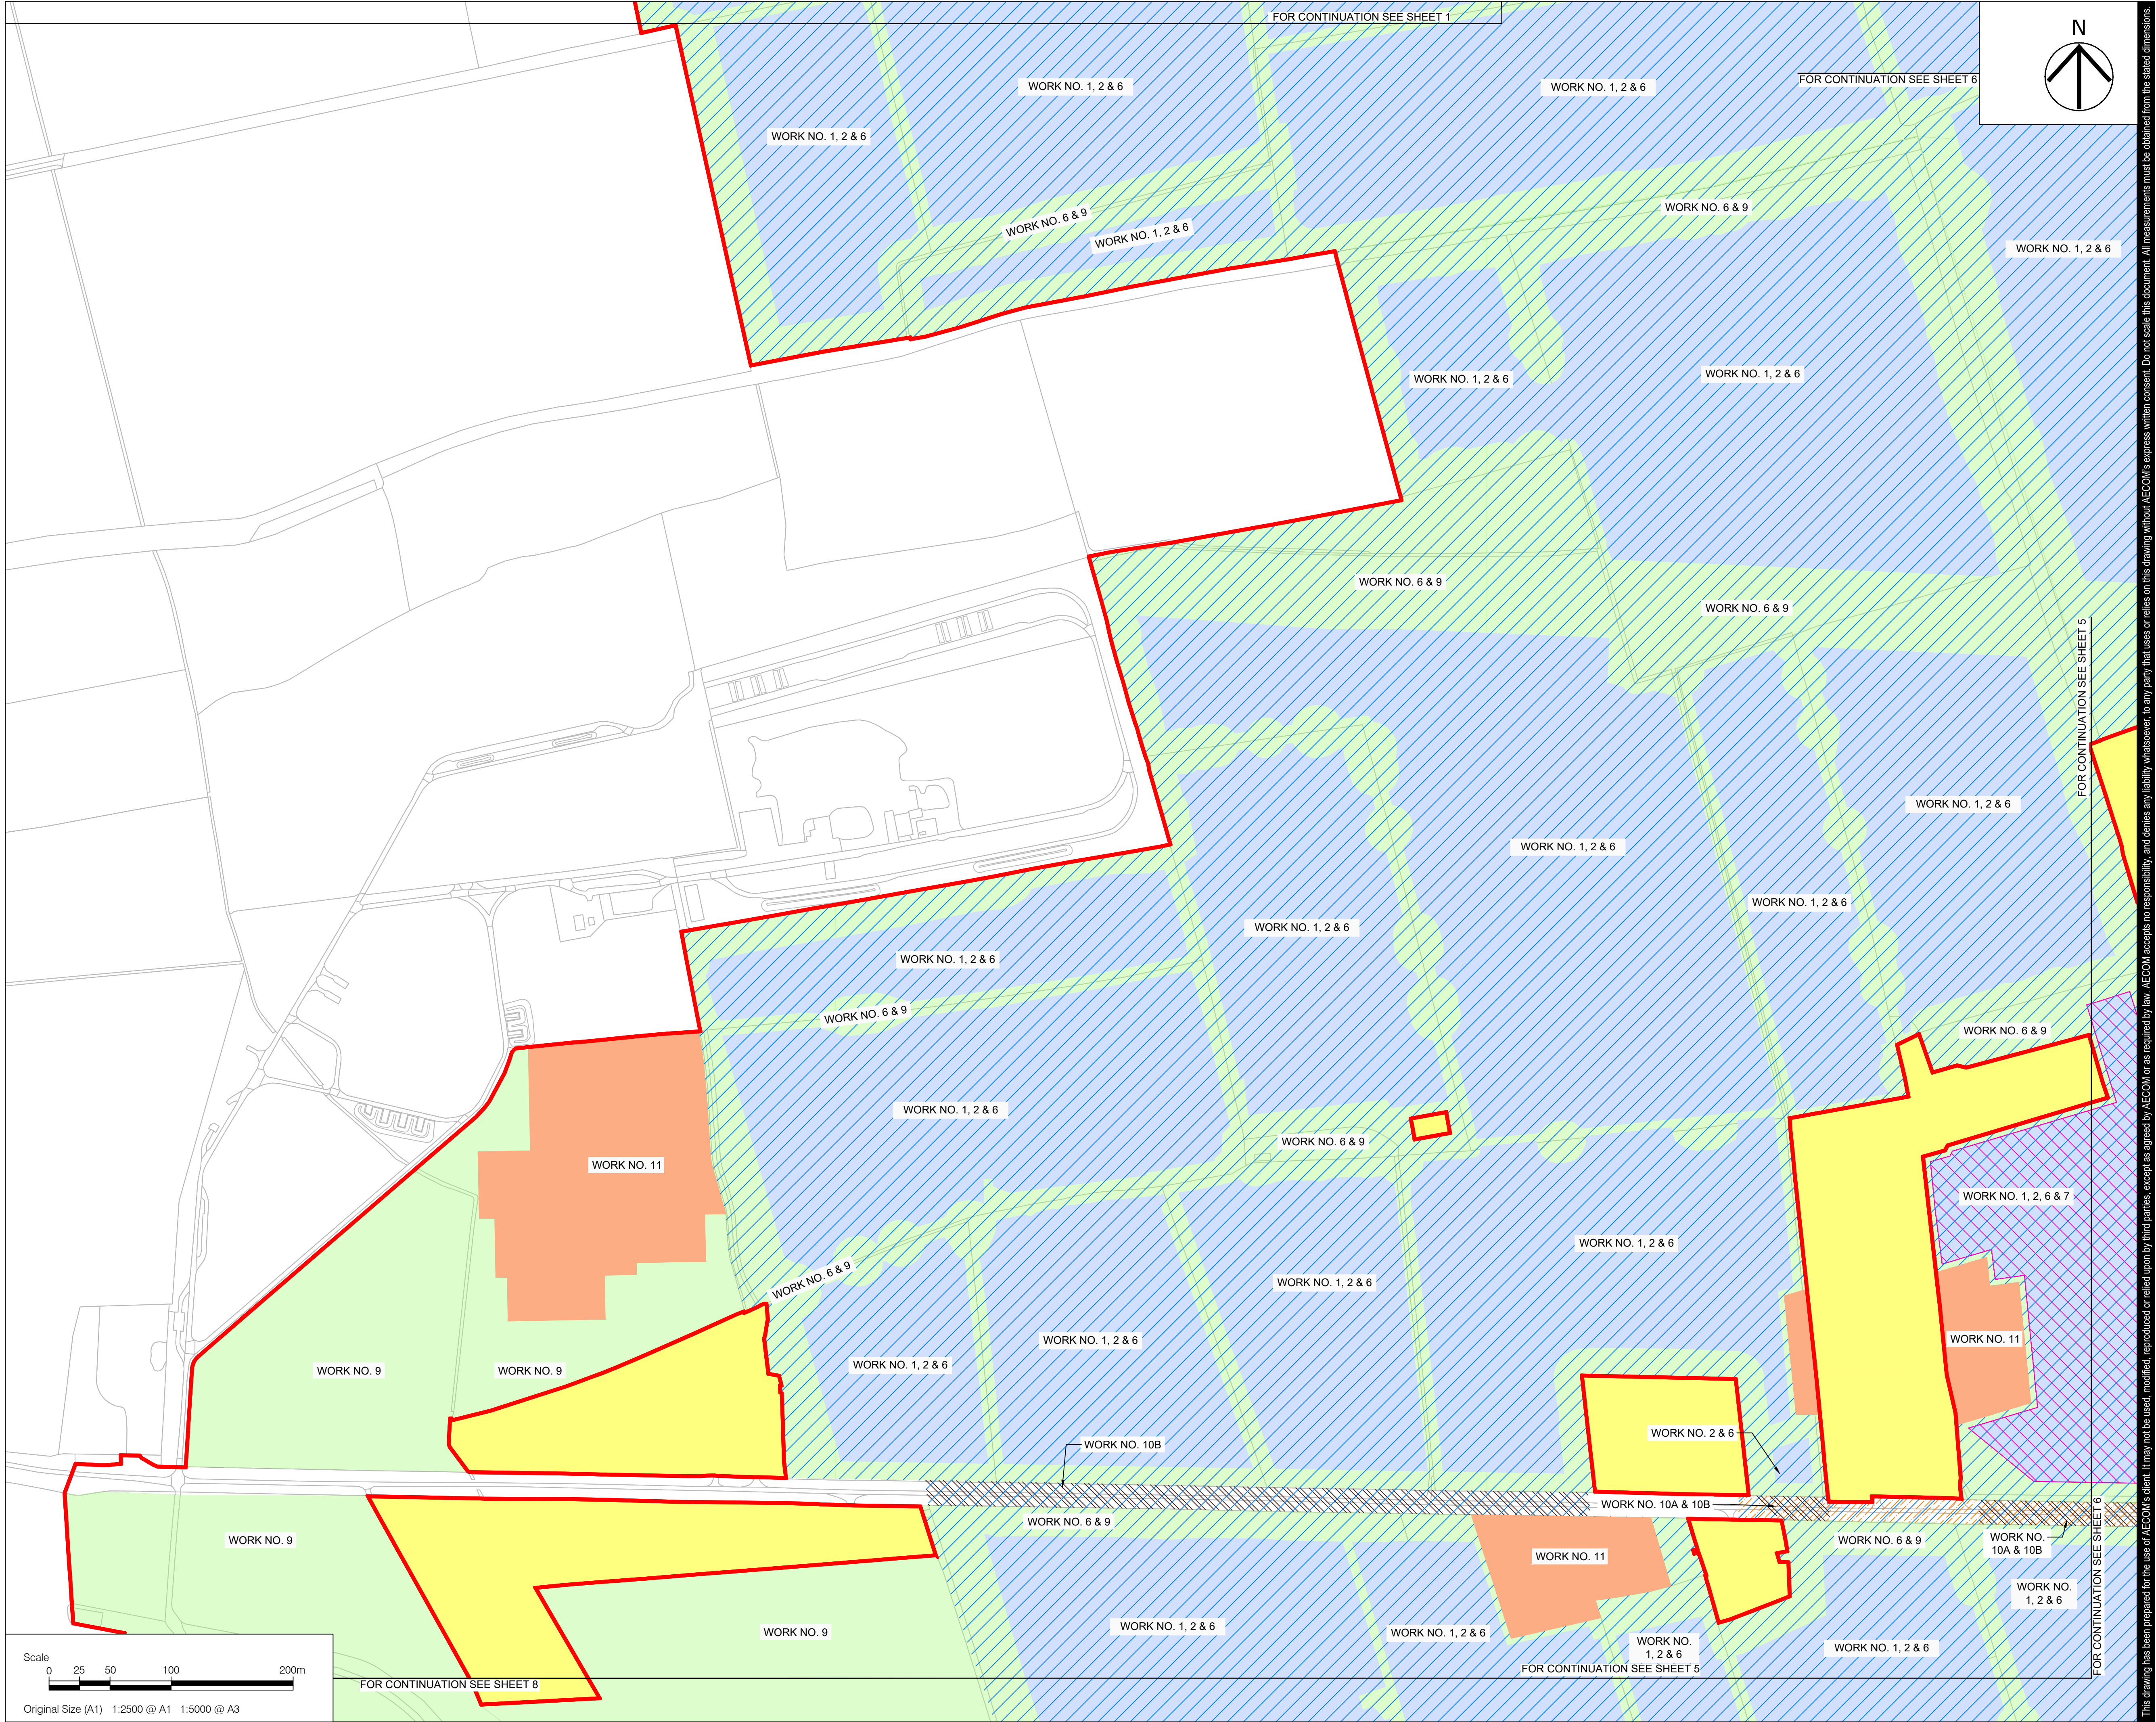 FOR CONTINUATION SEE SHEET 1
N
FOR CONTINUATION SEE SHEET 6
WORK NO. 1, 2 & 6
WORK NO. 1, 2 & 6
WORK NO. 1, 2 & 6
WORK NO. 6 & 9
WORK NO. 6 & 9
WORK NO. 1, 2 & 6
WORK NO. 1, 2 & 6
WORK NO. 1, 2 & 6
WORK NO. 1, 2 & 6
WORK NO. 6 & 9
WORK NO. 6 & 9
FOR CONTINUATION SEE SHEET 5
WORK NO. 1, 2 & 6
WORK NO. 1, 2 & 6
WORK NO. 1, 2 & 6
WORK NO. 1, 2 & 6
WORK NO. 1, 2 & 6
WORK NO. 6 & 9
WORK NO. 6 & 9
WORK NO. 1, 2 & 6
WORK NO. 6 & 9
WORK NO. 11
WORK NO. 1, 2, 6 & 7
WORK NO. 1, 2 & 6
WORK NO. 6 & 9
WORK NO. 1, 2 & 6
WORK NO. 1, 2 & 6
WORK NO. 11
WORK NO. 1, 2 & 6
WORK NO. 9
WORK NO. 9
WORK NO. 2 & 6
WORK NO. 10B
WORK NO. 10A & 10B
WORK NO. 6 & 9
WORK NO. 9
WORK NO. 6 & 9
WORK NO.
10A & 10B
WORK NO. 11
WORK NO.
1, 2 & 6
FOR CONTINUATION SEE SHEET 6
WORK NO. 9
WORK NO. 1, 2 & 6
WORK NO. 1, 2 & 6
WORK NO.
1, 2 & 6
WORK NO. 1, 2 & 6
FOR CONTINUATION SEE SHEET 5
FOR CONTINUATION SEE SHEET 8
Scale
0 25 50 100 200m
Original Size (A1) 1:2500 @ A1 1:5000 @ A3
This drawing has been prepared for the use of AECOM's client. It may not be used, modified, reproduced or relied upon by third parties, except as agreed by AECOM or as required by law. AECOM accepts no responsibility, and denies any liability whatsoever, to any party that uses or relies on this drawing without AECOM's express written consent. Do not scale this document. All measurements must be obtained from the stated dimensions.